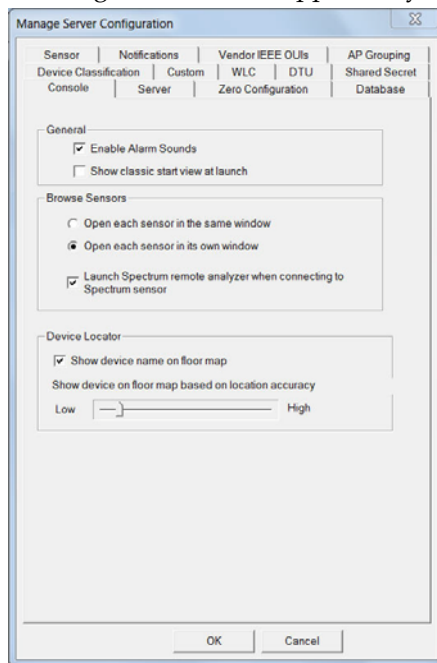 Manage Server Configuration
Sensor Notifications Vendor IEEE OUIs AP Grouping
Device Classification Custom WLC DTU Shared Secret
Console Server Zero Configuration Database
General
Enable Alarm Sounds
Show classic start view at launch
Browse Sensors
Open each sensor in the same window
Open each sensor in its own window
Launch Spectrum remote analyzer when connecting to
Spectrum sensor
Device Locator
Show device name on floor map
Show device on floor map based on location accuracy
Low High
OK Cancel